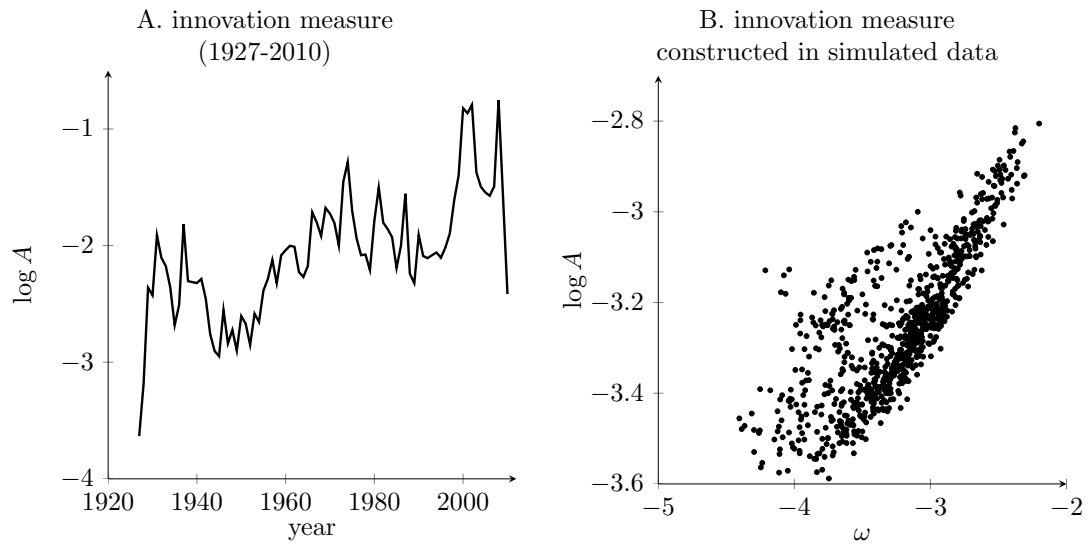 A. innovation measure
(1927-2010)
−1
−2
−3
−4
1920
1940
1960
1980
2000
year
log A
B. innovation measure
constructed in simulated data
−2.8
−3
−3.2
−3.4
−3.6
−5
−4
−3
−2
ω
log A